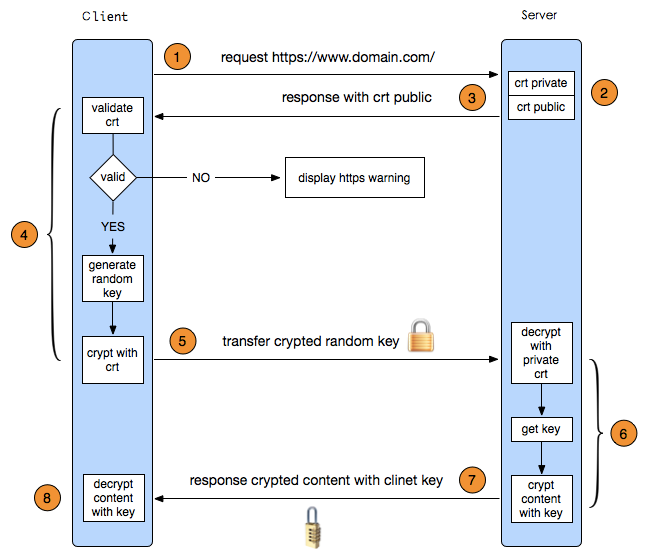 Client
Server
1
request https://www.domain.com/
crt private
2
3
response with crt public
crt public
validate
crt
valid
NO
display https warning
YES
4
generate
random
key
5
transfer crypted random key
decrypt
with
private
crt
crypt with
crt
get key
6
7
response crypted content with clinet key
8
decrypt
content
with key
crypt
content
with key